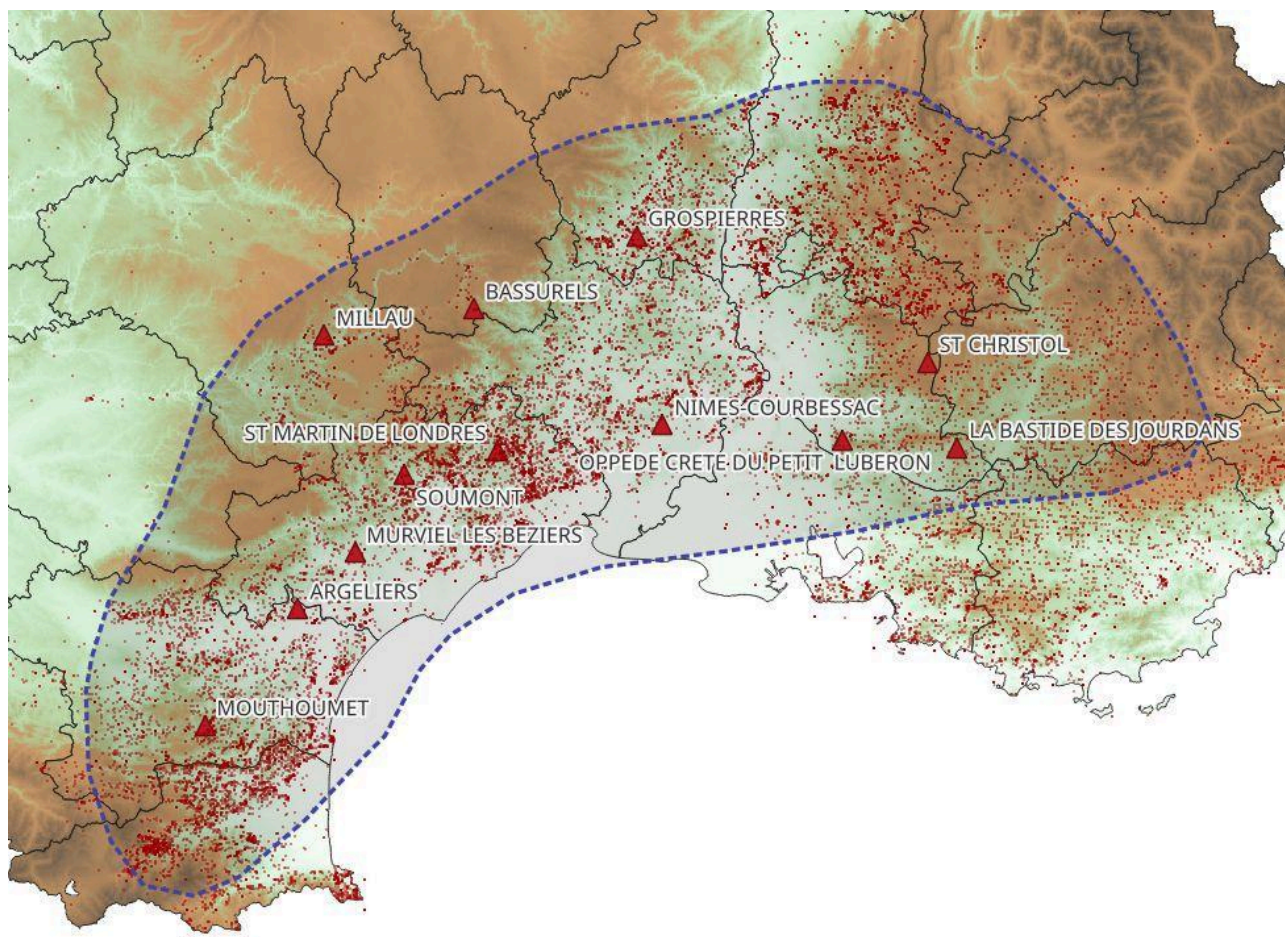 GROSPIERRES
BASSURELS
MILLAU
ST CHRISTOL
NIMES-COURBESSAC
ST MARTIN DE LONDRES
LA BASTIDE DES JOURDANS
OPPEDE CRETE DU PETIT LUBERON
SOUMONT
MURVIEL LES BEZIERS
ARGELIERS
MOUTHOUMET